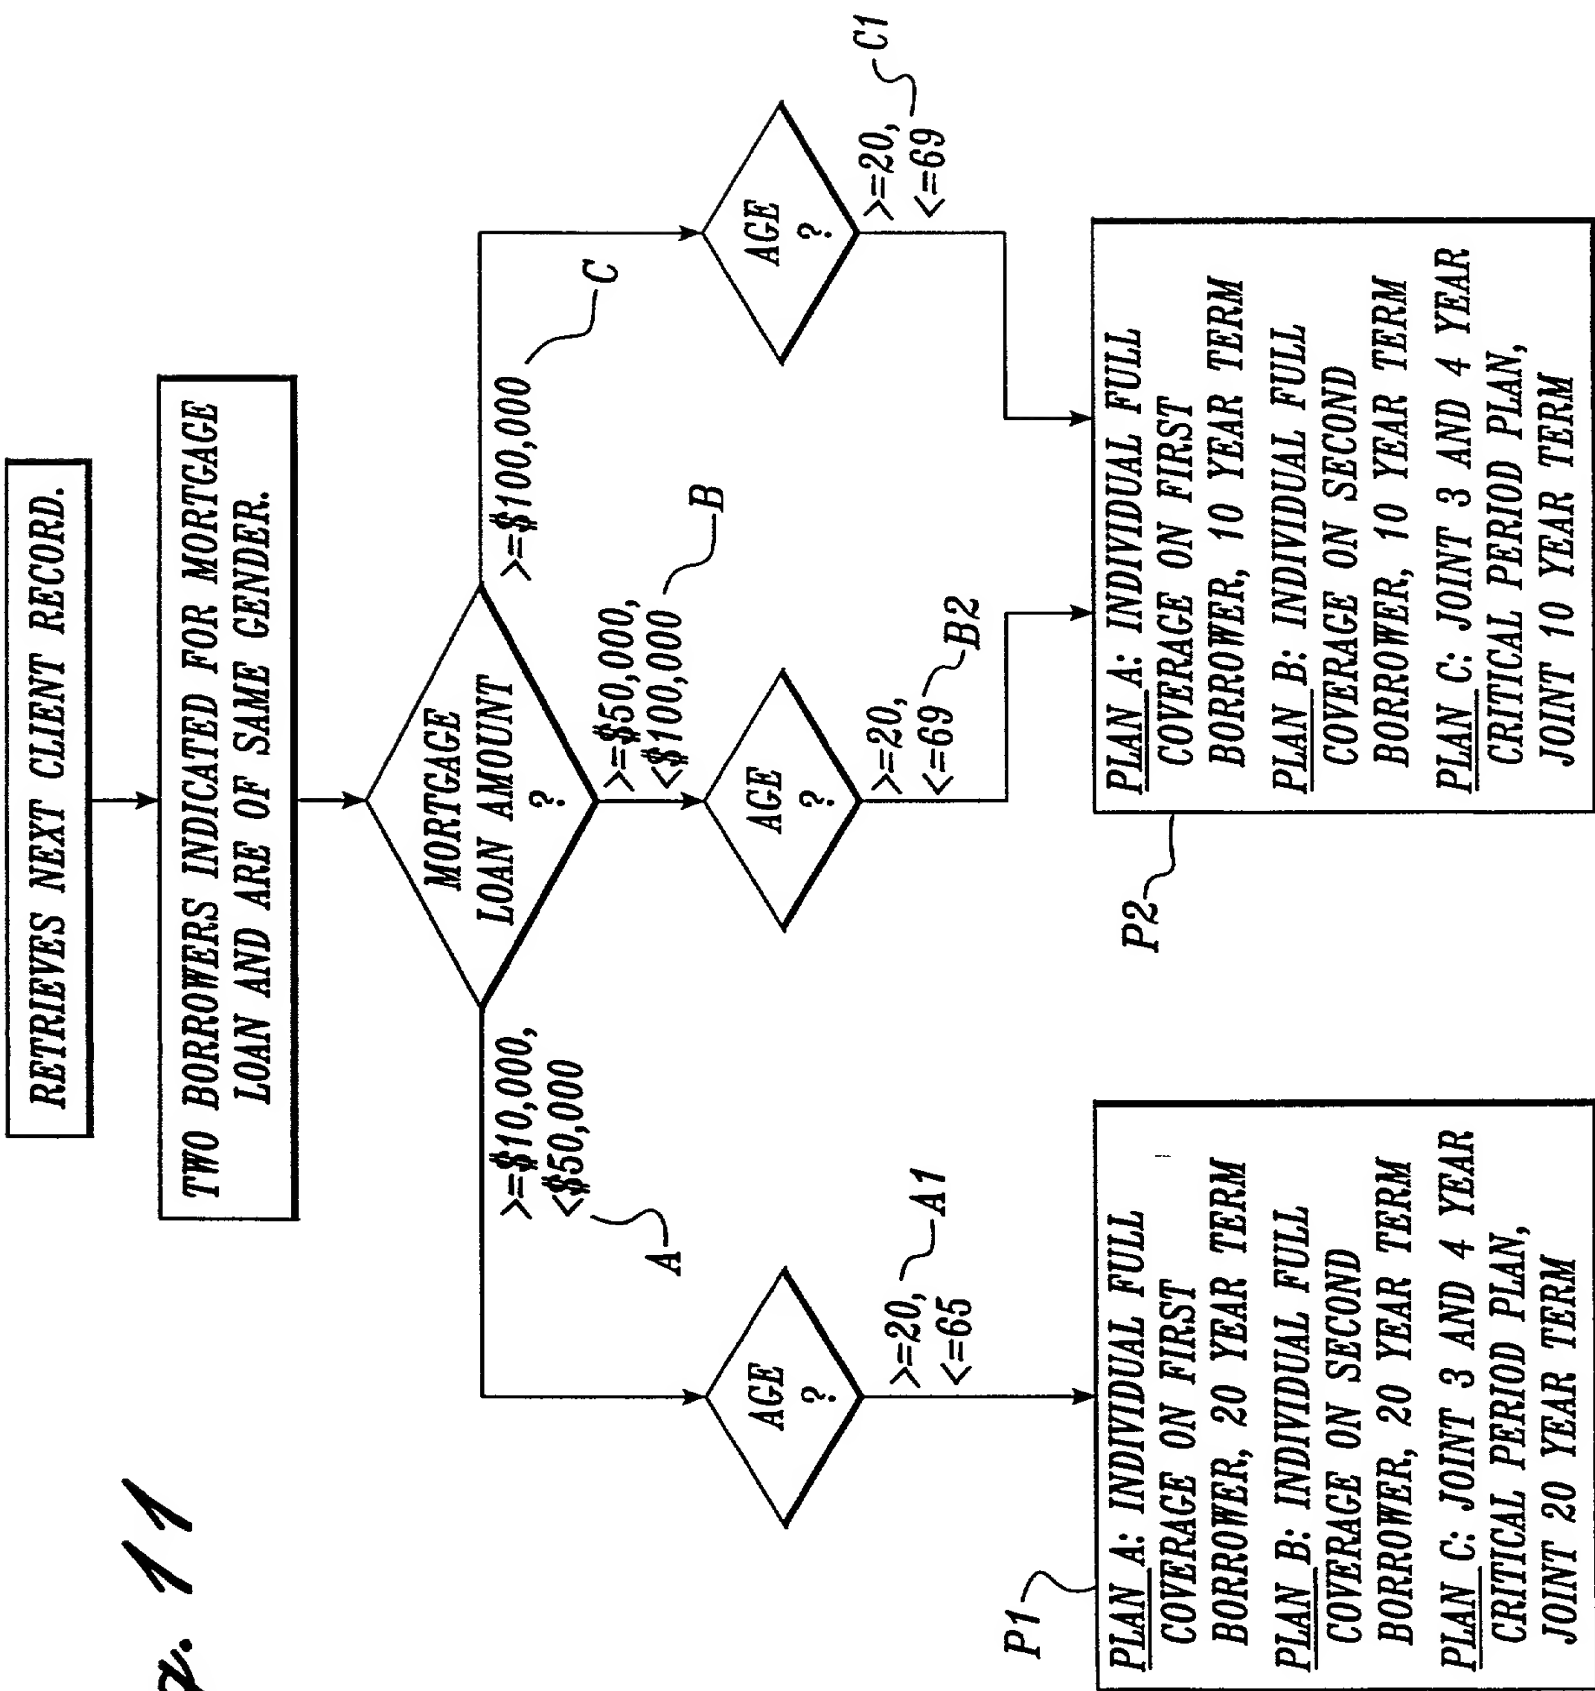 g. 11
RETRIEVES NEXT CLIENT RECORD.
TWO BORROWERS INDICATED FOR MORTGAGE
LOAN AND ARE OF SAME GENDER.
MORTGAGE
LOAN AMOUNT
?
>=$10,000,
<$50,000
A
>=$50,000,
<$100,000
B
>=$100,000
C
AGE
?
>=20,
<=65
A1
AGE
?
>=20,
<=69
B2
AGE
?
>=20,
<=69
C1
P1
PLAN A: INDIVIDUAL FULL
COVERAGE ON FIRST
BORROWER, 20 YEAR TERM
PLAN B: INDIVIDUAL FULL
COVERAGE ON SECOND
BORROWER, 20 YEAR TERM
PLAN C: JOINT 3 AND 4 YEAR
CRITICAL PERIOD PLAN,
JOINT 20 YEAR TERM
P2
PLAN A: INDIVIDUAL FULL
COVERAGE ON FIRST
BORROWER, 10 YEAR TERM
PLAN B: INDIVIDUAL FULL
COVERAGE ON SECOND
BORROWER, 10 YEAR TERM
PLAN C: JOINT 3 AND 4 YEAR
CRITICAL PERIOD PLAN,
JOINT 10 YEAR TERM